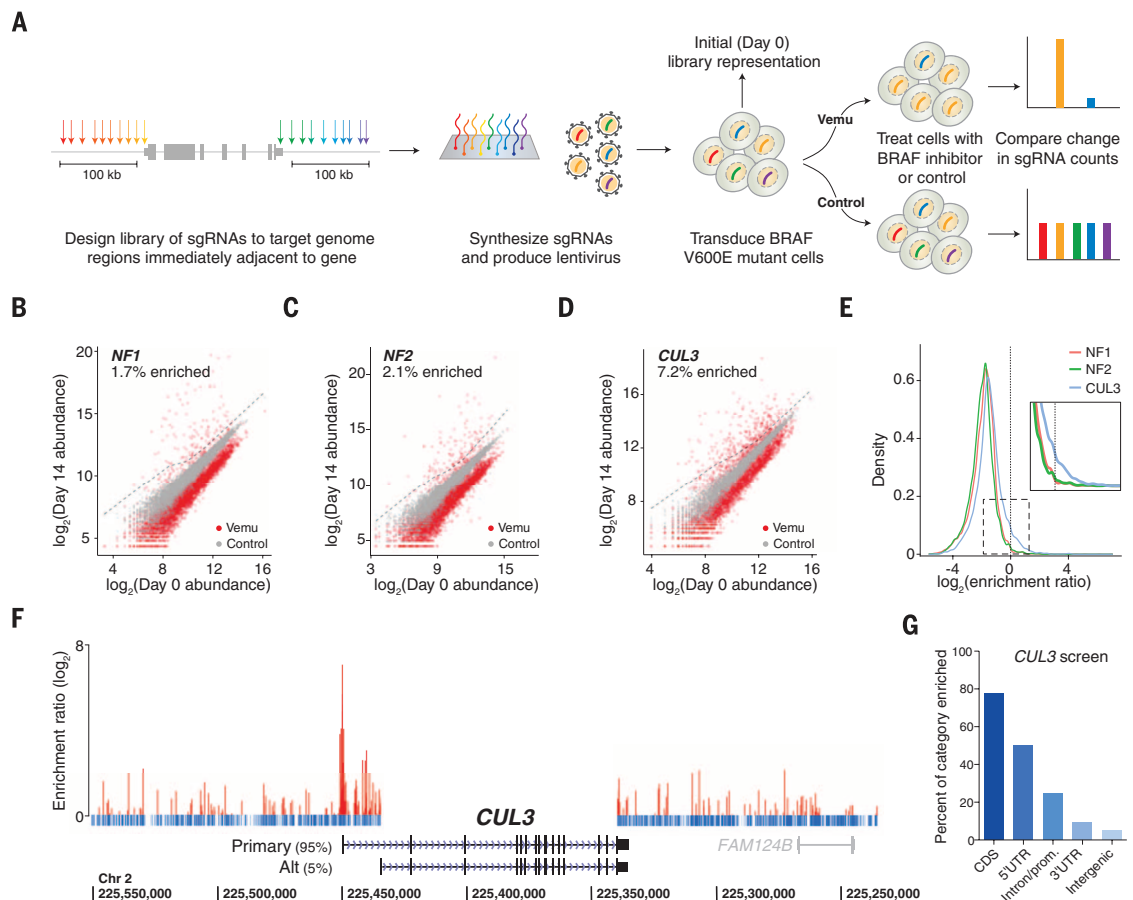 A
Initial (Day 0)
library representation
Vemu
Control
100 kb
100 kb
Treat cells with
BRAF inhibitor
or control
Compare change
in sgRNA counts
Design library of sgRNAs to target genome
regions immediately adjacent to gene
Synthesize sgRNAs
and produce lentivirus
Transduce BRAF
V600E mutant cells
B
NF1
1.7% enriched
log2(Day 14 abundance)
20
15
10
5
Vemu
Control
4
8
12
16
log2(Day 0 abundance)
C
NF2
2.1% enriched
log2(Day 14 abundance)
20
15
10
5
Vemu
Control
3
9
15
log2(Day 0 abundance)
D
CUL3
7.2% enriched
log2(Day 14 abundance)
16
12
8
Vemu
Control
4
8
12
16
log2(Day 0 abundance)
E
NF1
NF2
CUL3
Density
0.6
0.4
0.2
0
-4
0
4
log2(enrichment ratio)
F
Enrichment ratio (log2)
8
0
CUL3
Primary (95%)
Alt (5%)
FAM124B
Chr 2
225,550,000
225,500,000
225,450,000
225,400,000
225,350,000
225,300,000
225,250,000
G
CUL3 screen
Percent of category enriched
100
80
60
40
20
0
CDS
5'UTR
Intron/prom.
3'UTR
Intergenic